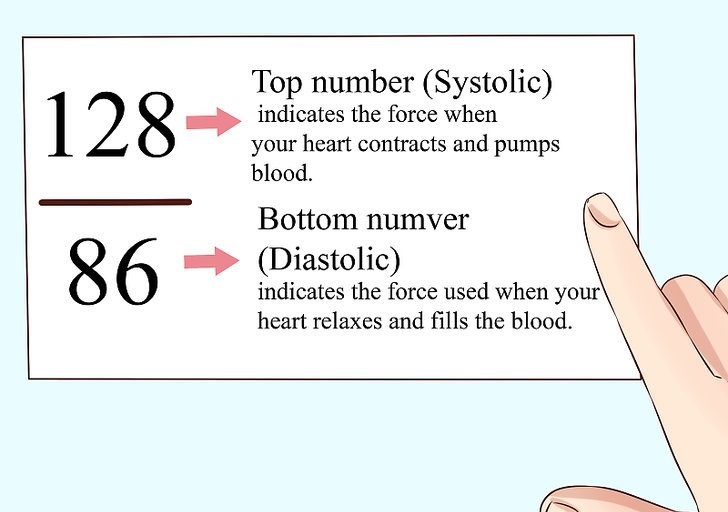 128
Top number (Systolic)
indicates the force when
your heart contracts and pumps
blood.
86
Bottom numver
(Diastolic)
indicates the force used when your
heart relaxes and fills the blood.